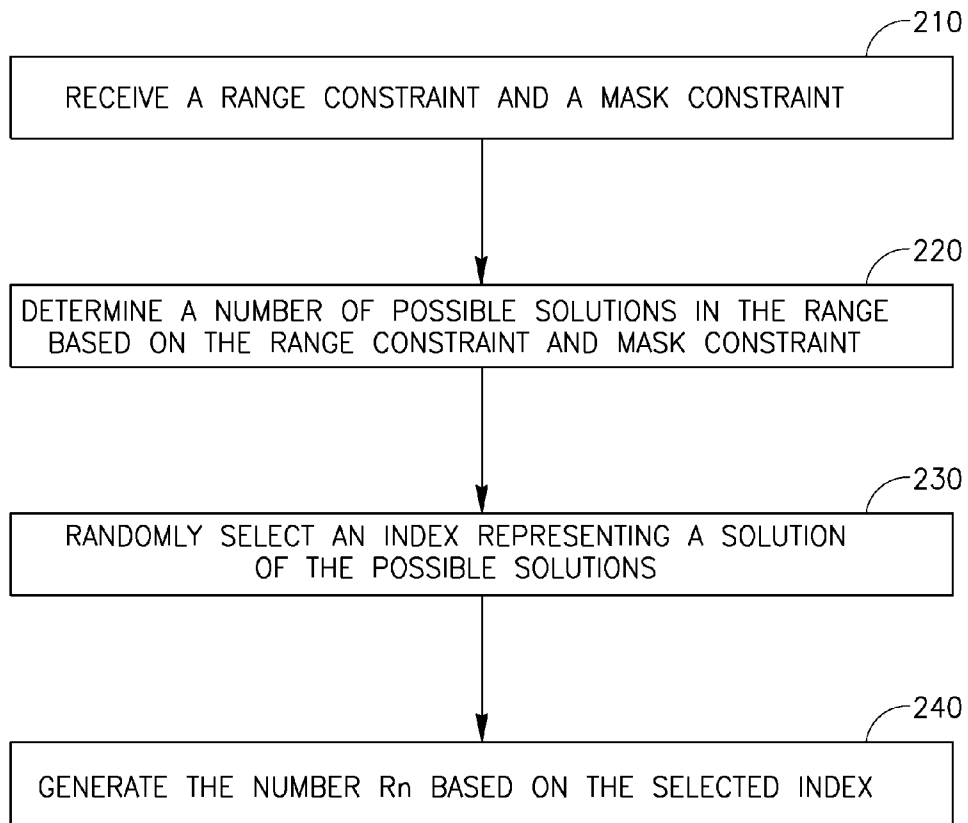 210
RECEIVE A RANGE CONSTRAINT AND A MASK CONSTRAINT
220
DETERMINE A NUMBER OF POSSIBLE SOLUTIONS IN THE RANGE
BASED ON THE RANGE CONSTRAINT AND MASK CONSTRAINT
230
RANDOMLY SELECT AN INDEX REPRESENTING A SOLUTION
OF THE POSSIBLE SOLUTIONS
240
GENERATE THE NUMBER Rn BASED ON THE SELECTED INDEX